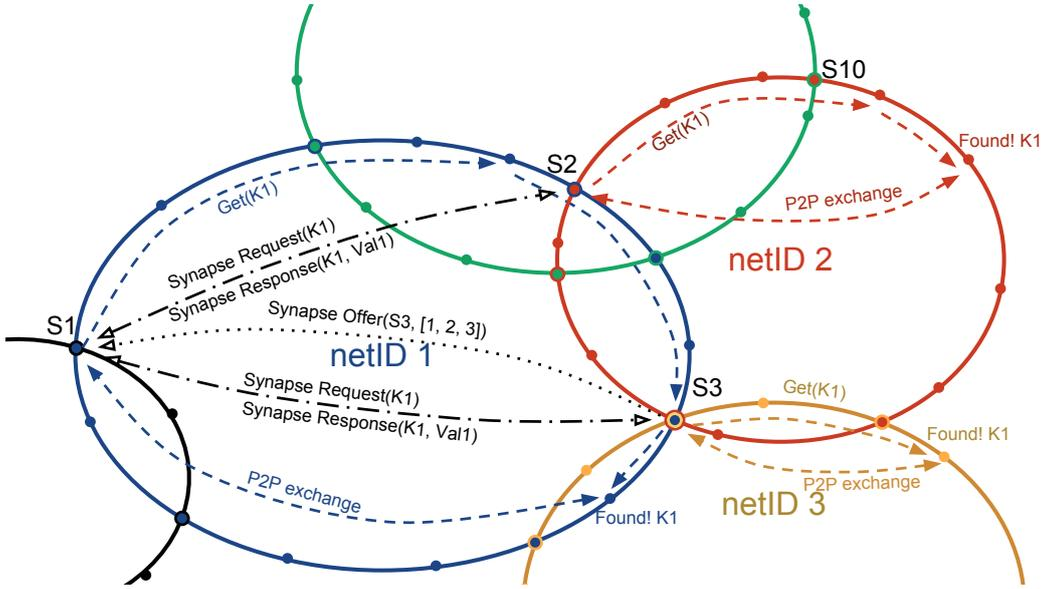 S10
Get(K1)
Found! K1
S2
P2P exchange
Get(K1)
netID 2
Synapse Request(K1)
Synapse Response(K1, Val1)
S1
Synapse Offer(S3, [1, 2, 3])
netID 1
Synapse Request(K1)
Synapse Response(K1, Val1)
S3
Get(K1)
Found! K1
P2P exchange
netID 3
P2P exchange
Found! K1